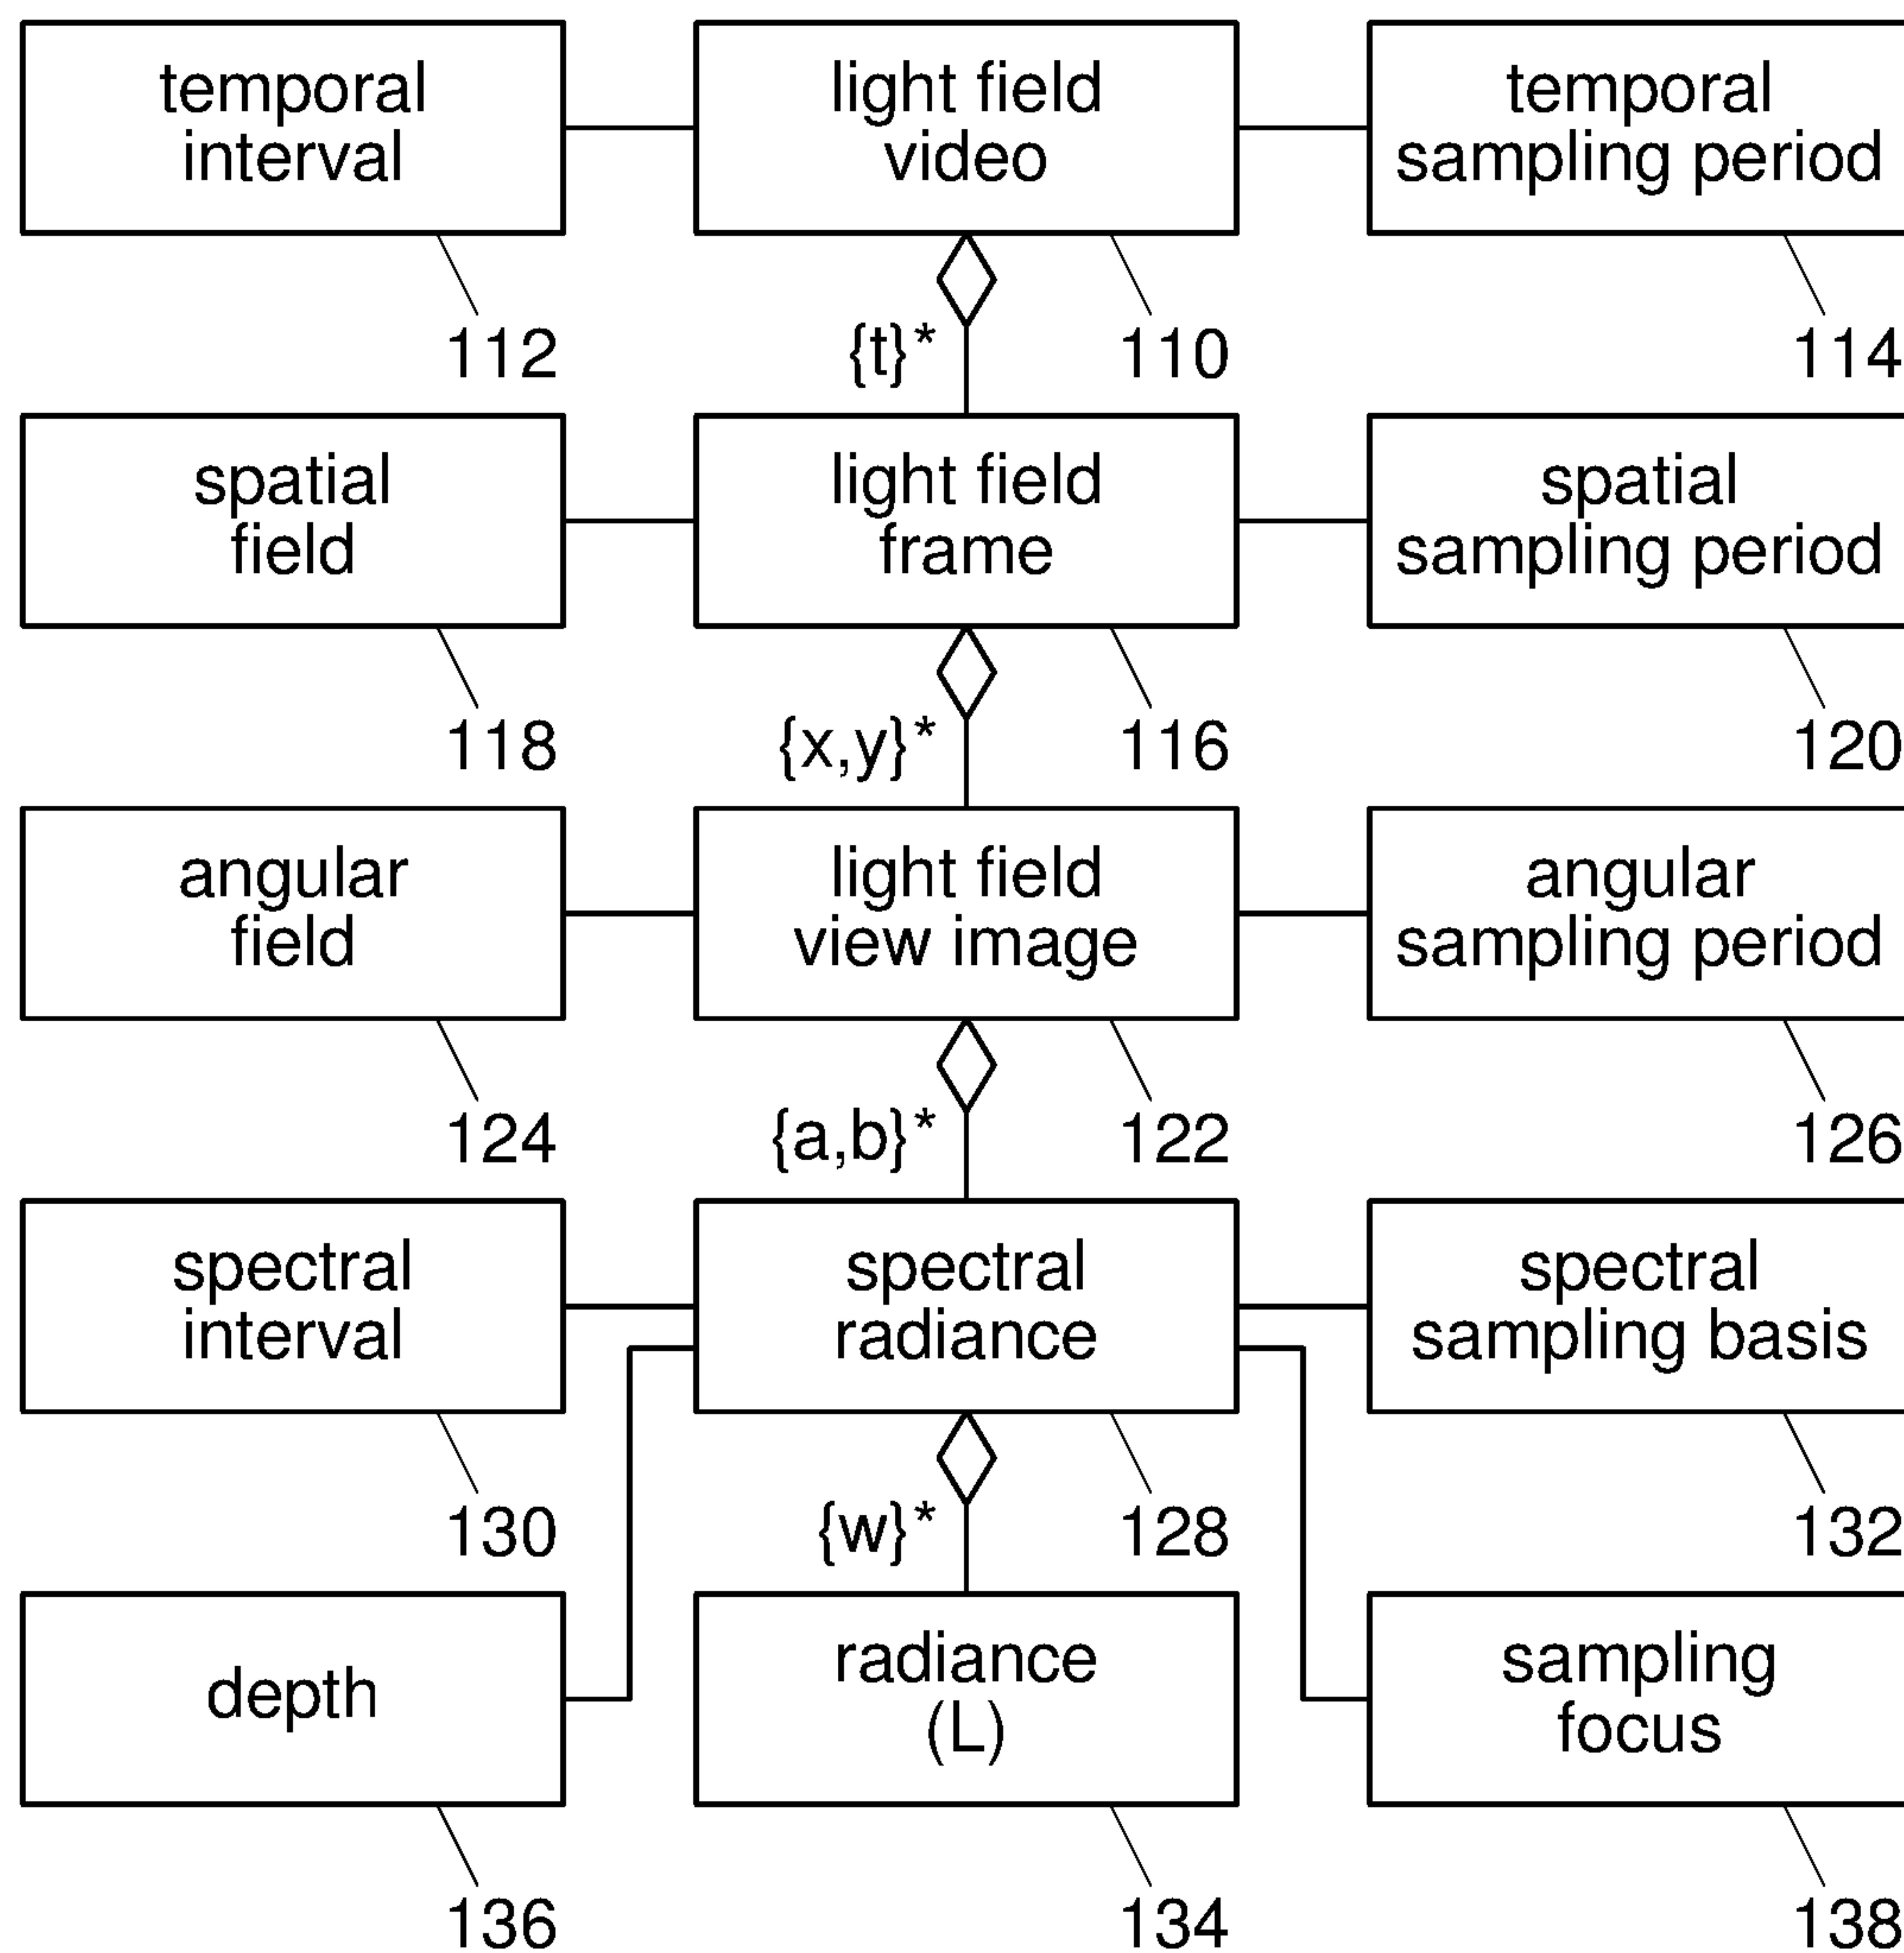 temporal
interval
light field
video
temporal
sampling period
112
{t}*
110
114
spatial
field
light field
frame
spatial
sampling period
118
{x,y}*
116
120
angular
field
light field
view image
angular
sampling period
124
{a,b}*
122
126
spectral
interval
spectral
radiance
spectral
sampling basis
130
{w}*
128
132
depth
radiance
(L)
sampling
focus
136
134
138